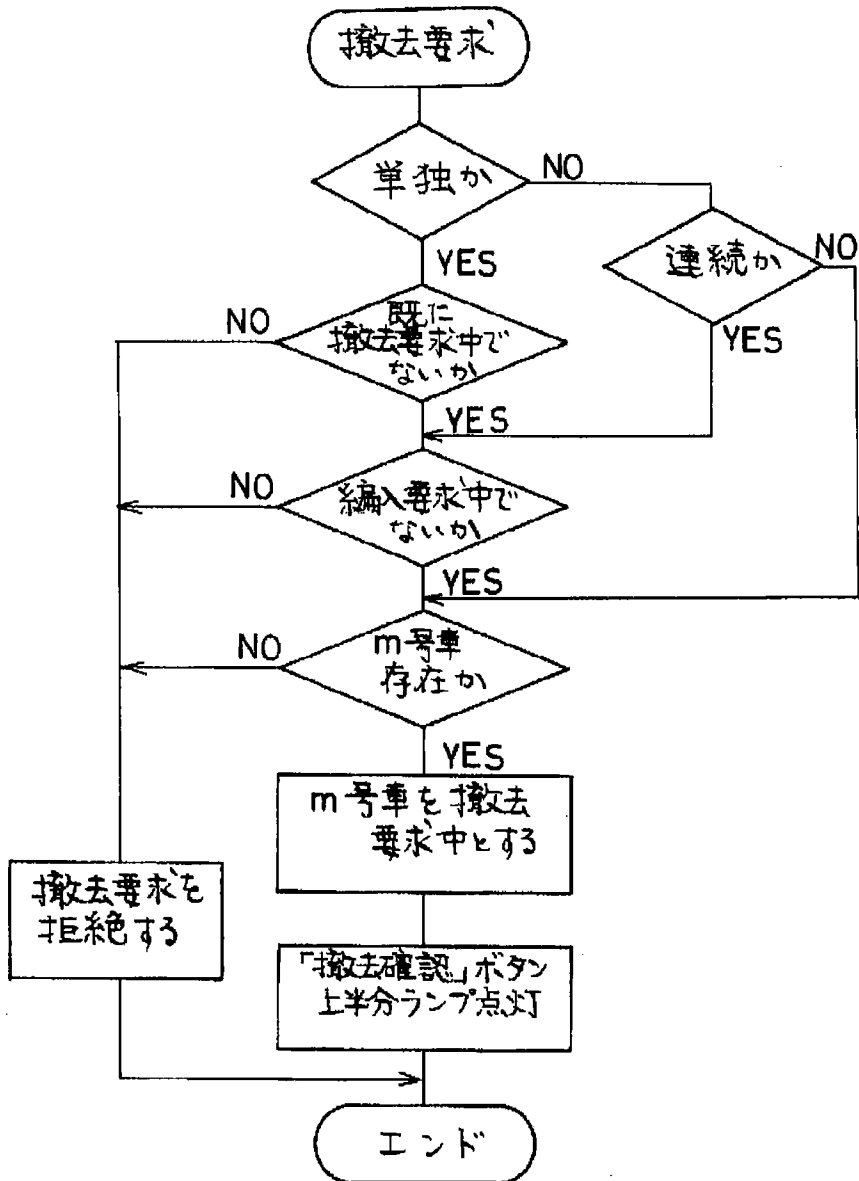 撤去要求
単独か
NO
YES
連続か
NO
YES
既に
撤去要求中で
ないか
NO
YES
編入要求中で
ないか
NO
YES
m号車
存在か
NO
YES
m号車を撤去
要求中とする
撤去要求を
拒絶する
「撤去確認」ボタン
上半分ランプ点灯
エンド